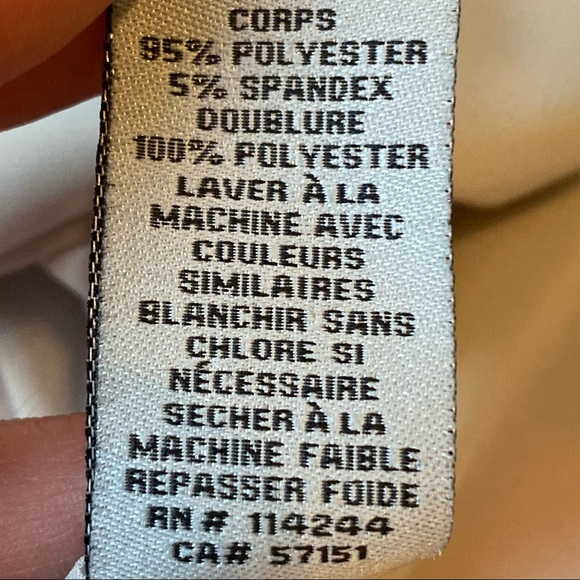 CORPS
95% POLYESTER
5% SPANDEX
DOUBLURE
100% POLYESTER
LAVER À LA
MACHINE AVEC
COULEURS
SIMILAIRES
BLANCHIR SANS
CHLORE SI
NÉCESSAIRE
SECHER À LA
MACHINE FAIBLE
REPASSER FOIDE
RN # 114244
CA# 57151